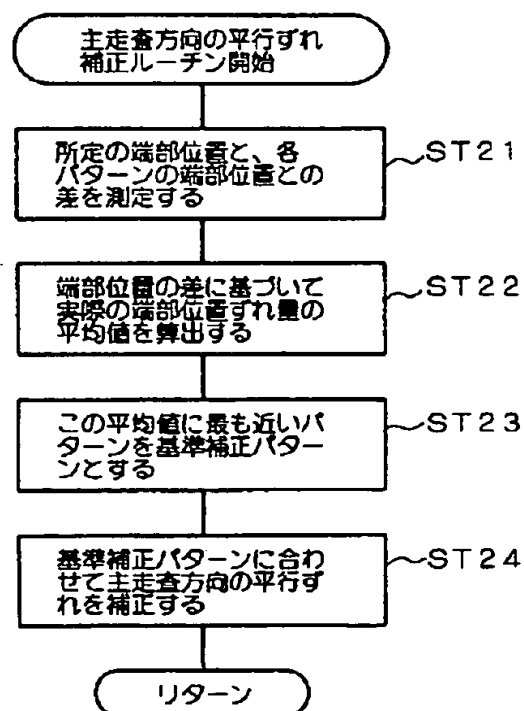 主走査方向の平行ずれ
補正ルーチン開始
所定の端部位置と、各
パターンの端部位置との
差を測定する
ST21
端部位置の差に基づいて
実際の端部位置ずれ量の
平均値を算出する
ST22
この平均値に最も近いパ
ターンを基準補正パター
ンとする
ST23
基準補正パターンに合わ
せて主走査方向の平行ず
れを補正する
ST24
リターン